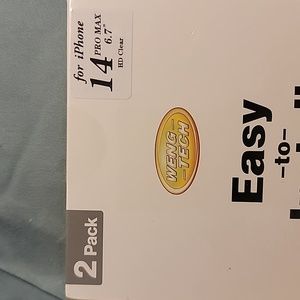 for iPhone
14 PRO MAX
6.7"
HD Clear
WENG
TECH
2 Pack
Easy
-to-